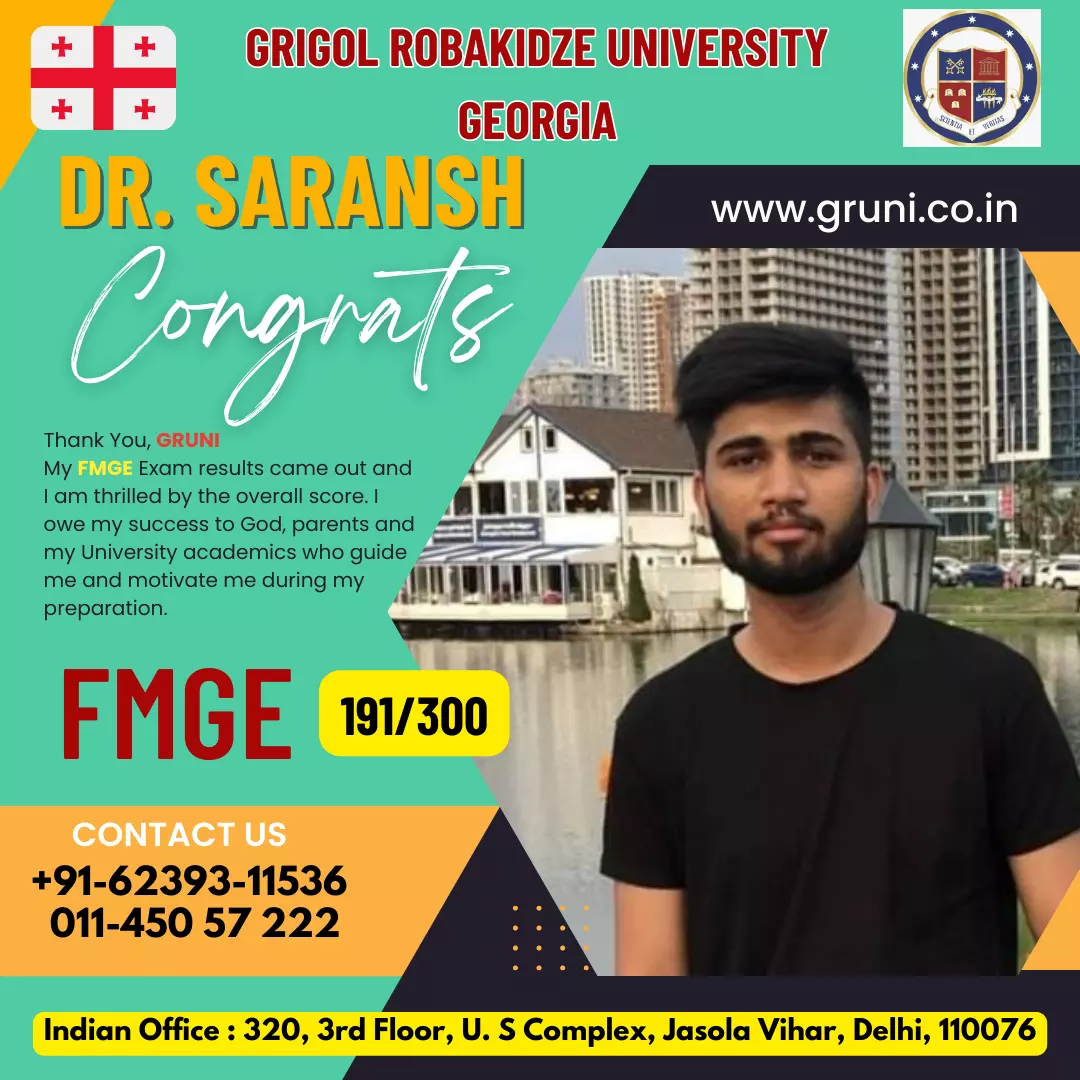 GRIGOL ROBAKIDZE UNIVERSITY
GEORGIA
SCIENTIA ET VERITAS
DR. SARANSH
Congrats
www.gruni.co.in
Thank You, GRUNI
My FMGE Exam results came out and
I am thrilled by the overall score. I
owe my success to God, parents and
my University academics who guide
me and motivate me during my
preparation.
FMGE
191/300
CONTACT US
+91-62393-11536
011-450 57 222
Indian Office : 320, 3rd Floor, U. S Complex, Jasola Vihar, Delhi, 110076